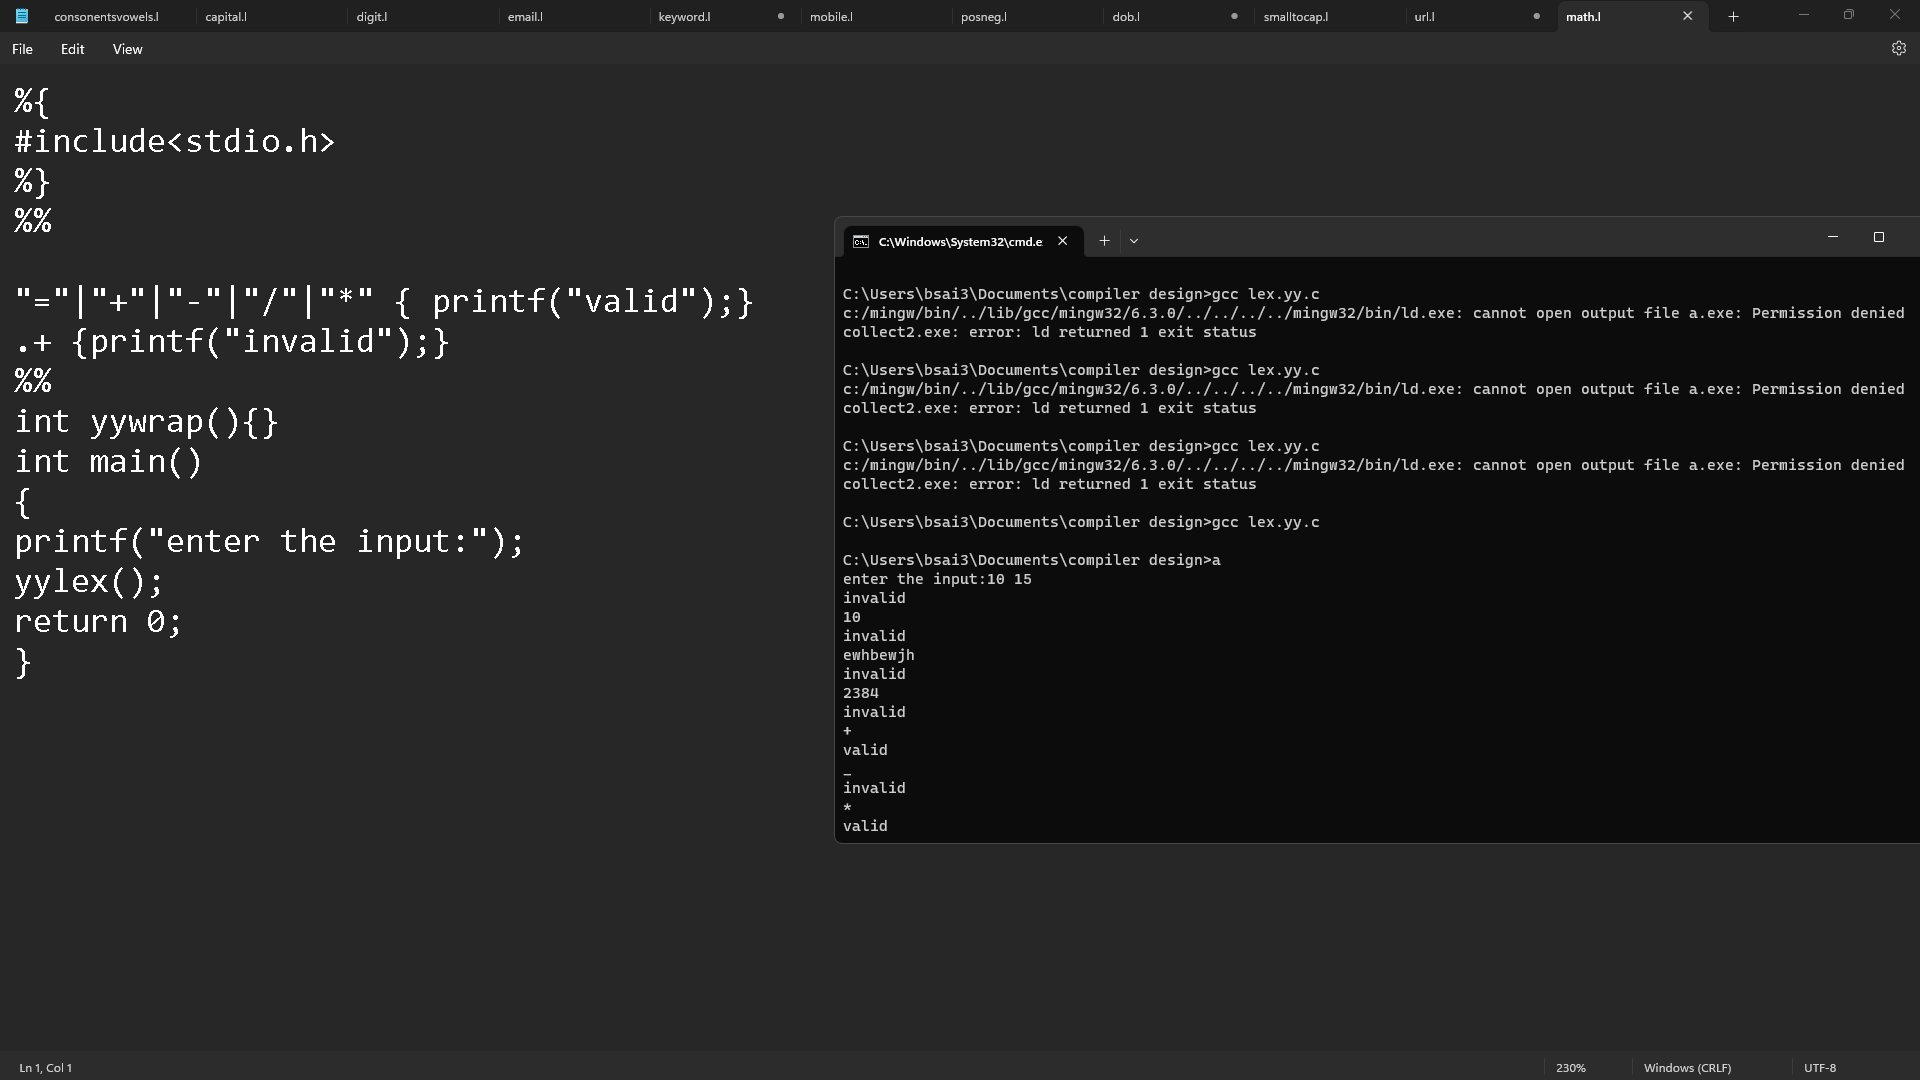 consonentsvowels.l capital.l digit.l email.l keyword.l mobile.l posneg.l dob.l smalltocap.l url.l math.l
File Edit View
%{
#include<stdio.h>
%}
%%
"="|"+"|"-"|"/"|"*" { printf("valid");}
.+ {printf("invalid");}
%%
int yywrap(){}
int main()
{
printf("enter the input:");
yylex();
return 0;
}
C:\Windows\System32\cmd.e
C:\Users\bsai3\Documents\compiler design>gcc lex.yy.c
c:/mingw/bin/../lib/gcc/mingw32/6.3.0/../../../../mingw32/bin/ld.exe: cannot open output file a.exe: Permission denied
collect2.exe: error: ld returned 1 exit status
C:\Users\bsai3\Documents\compiler design>gcc lex.yy.c
c:/mingw/bin/../lib/gcc/mingw32/6.3.0/../../../../mingw32/bin/ld.exe: cannot open output file a.exe: Permission denied
collect2.exe: error: ld returned 1 exit status
C:\Users\bsai3\Documents\compiler design>gcc lex.yy.c
c:/mingw/bin/../lib/gcc/mingw32/6.3.0/../../../../mingw32/bin/ld.exe: cannot open output file a.exe: Permission denied
collect2.exe: error: ld returned 1 exit status
C:\Users\bsai3\Documents\compiler design>gcc lex.yy.c
C:\Users\bsai3\Documents\compiler design>a
enter the input:10 15
invalid
10
invalid
ewhbewjh
invalid
2384
invalid
+
valid
_
invalid
*
valid
Ln 1, Col 1 230% Windows (CRLF) UTF-8